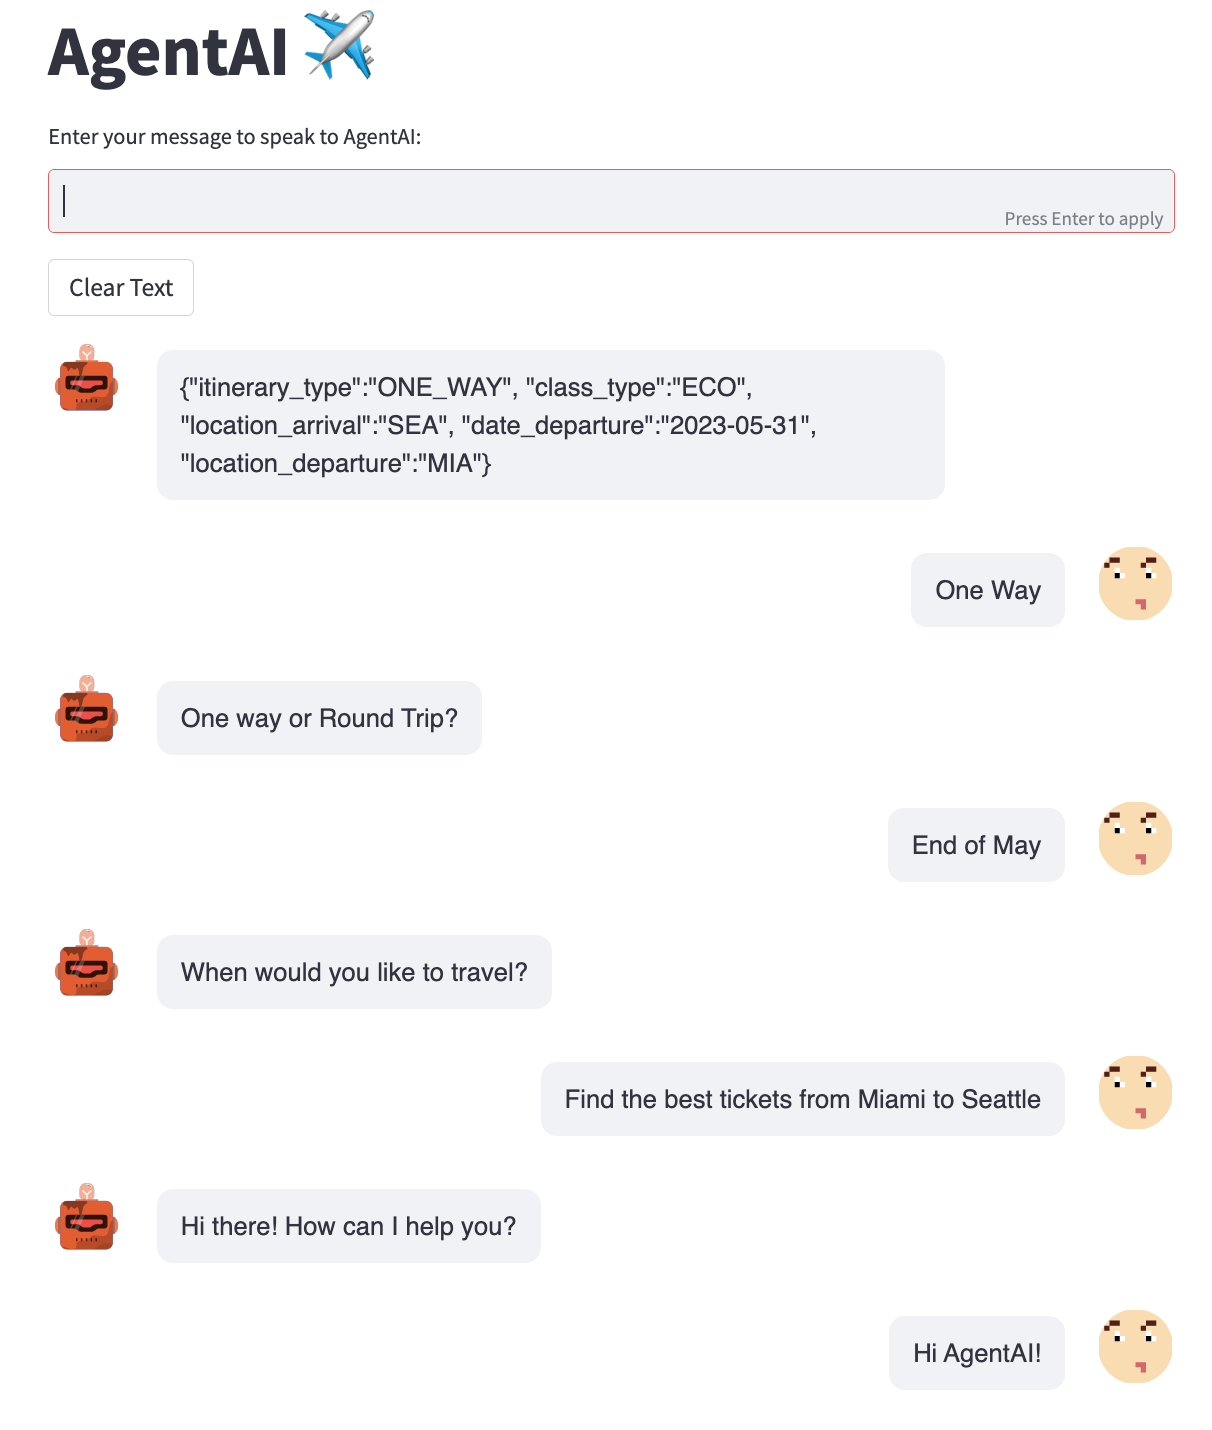 AgentAI
Enter your message to speak to AgentAI:
Press Enter to apply
Clear Text
{"itinerary_type":"ONE_WAY", "class_type":"ECO",
"location_arrival":"SEA", "date_departure":"2023-05-31",
"location_departure":"MIA"}
One Way
One way or Round Trip?
End of May
When would you like to travel?
Find the best tickets from Miami to Seattle
Hi there! How can I help you?
Hi AgentAI!